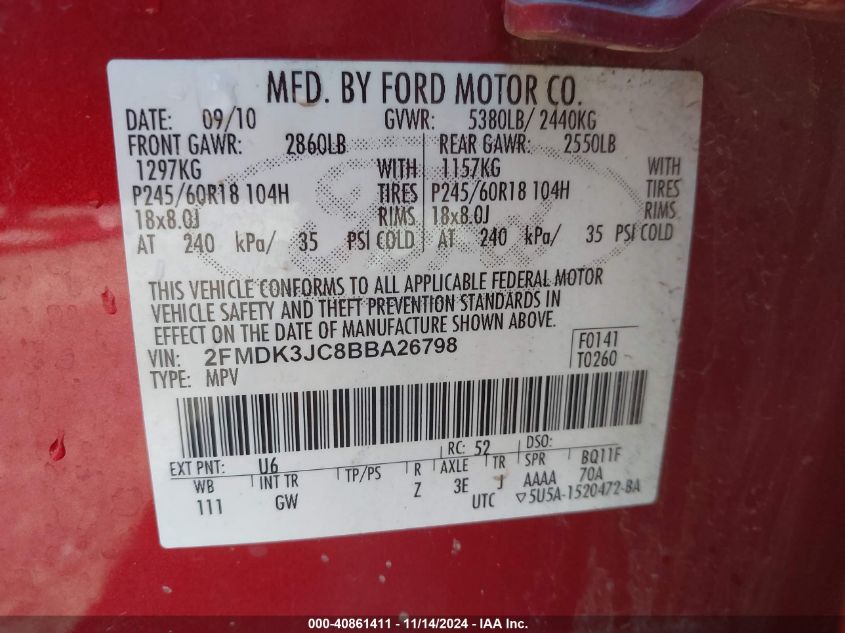 MFD. BY FORD MOTOR CO.
DATE: 09/10 GVWR: 5380LB/ 2440KG
FRONT GAWR: 2860LB REAR GAWR: 2550LB
1297KG WITH 1157KG WITH
P245/60R18 104H TIRES P245/60R18 104H TIRES
18x8.0J RIMS 18x8.0J RIMS
AT 240 kPa/ 35 PSI COLD AT 240 kPa/ 35 PSI COLD
THIS VEHICLE CONFORMS TO ALL APPLICABLE FEDERAL MOTOR
VEHICLE SAFETY AND THEFT PREVENTION STANDARDS IN
EFFECT ON THE DATE OF MANUFACTURE SHOWN ABOVE.
VIN: 2FMDK3JC8BBA26798 F0141
TYPE: MPV T0260
EXT PNT: U6 RC: 52 DSO:
WB INT TR TP/PS R AXLE TR SPR BQ11F
111 GW Z 3E J AAAA 70A
UTC ▽5U5A-1520472-BA
000-40861411 - 11/14/2024 - IAA Inc.